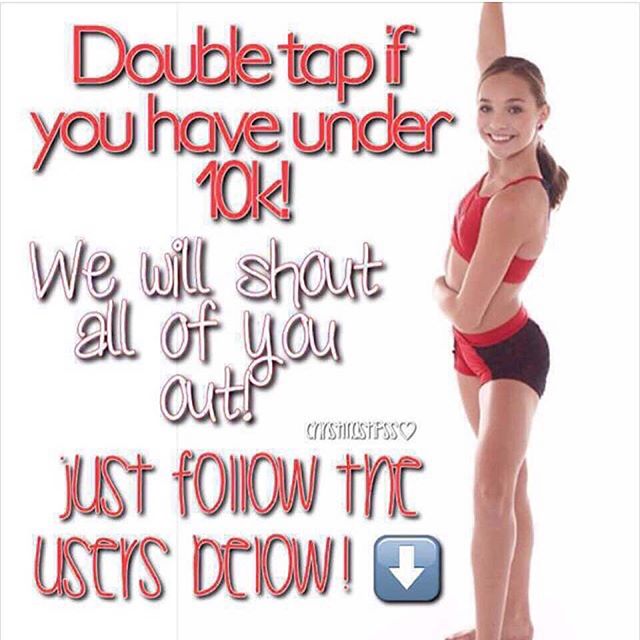 Double tap if
you have under
10k!
We will shout
all of you
out!
just follow the
users below!